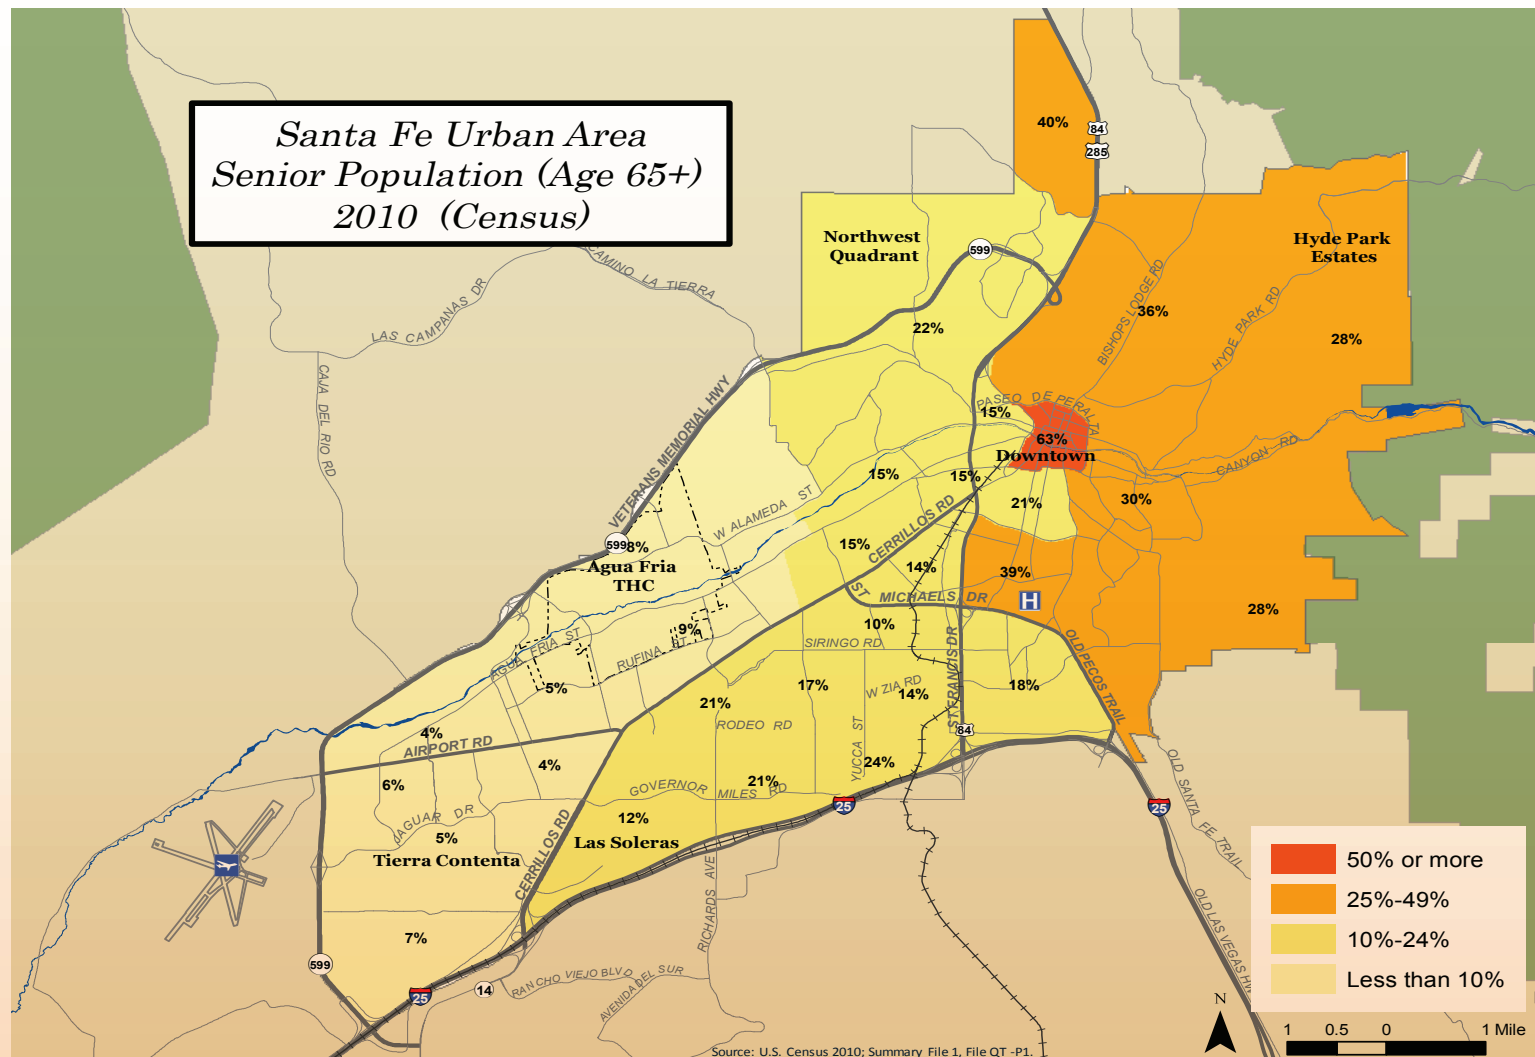 Santa Fe Urban Area
Senior Population (Age 65+)
2010 (Census)
40%
84
285
Northwest
Quadrant
599
Hyde Park
Estates
CAMINO LA TIERRA
LAS CAMPANAS DR
BISHOPS LODGE RD
HYDE PARK RD
36%
28%
22%
CAJA DEL RIO RD
VETERANS MEMORIAL HWY
PASEO DE PERALTA
15%
63%
Downtown
CANYON RD
15%
15%
21%
30%
W ALAMEDA ST
CERRILLOS RD
15%
14%
39%
599
8%
Agua Fria
THC
ST MICHAELS DR
H
28%
10%
9%
AGUA FRIA ST
RUFINA ST
SIRINGO RD
ST FRANCIS DR
OLD PECOS TRAIL
5%
17%
W ZIA RD
14%
18%
21%
RODEO RD
YUCCA ST
84
4%
AIRPORT RD
4%
24%
6%
21%
GOVERNOR MILES RD
25
25
OLD SANTA FE TRAIL
JAGUAR DR
5%
12%
Tierra Contenta
Las Soleras
CERRILLOS RD
RICHARDS AVE
OLD LAS VEGAS HW
7%
599
25
14
RANCHO VIEJO BLVD
AVENIDA DEL SUR
50% or more
25%-49%
10%-24%
Less than 10%
N
1 0.5 0 1 Mile
Source: U.S. Census 2010; Summary File 1, File QT -P1.